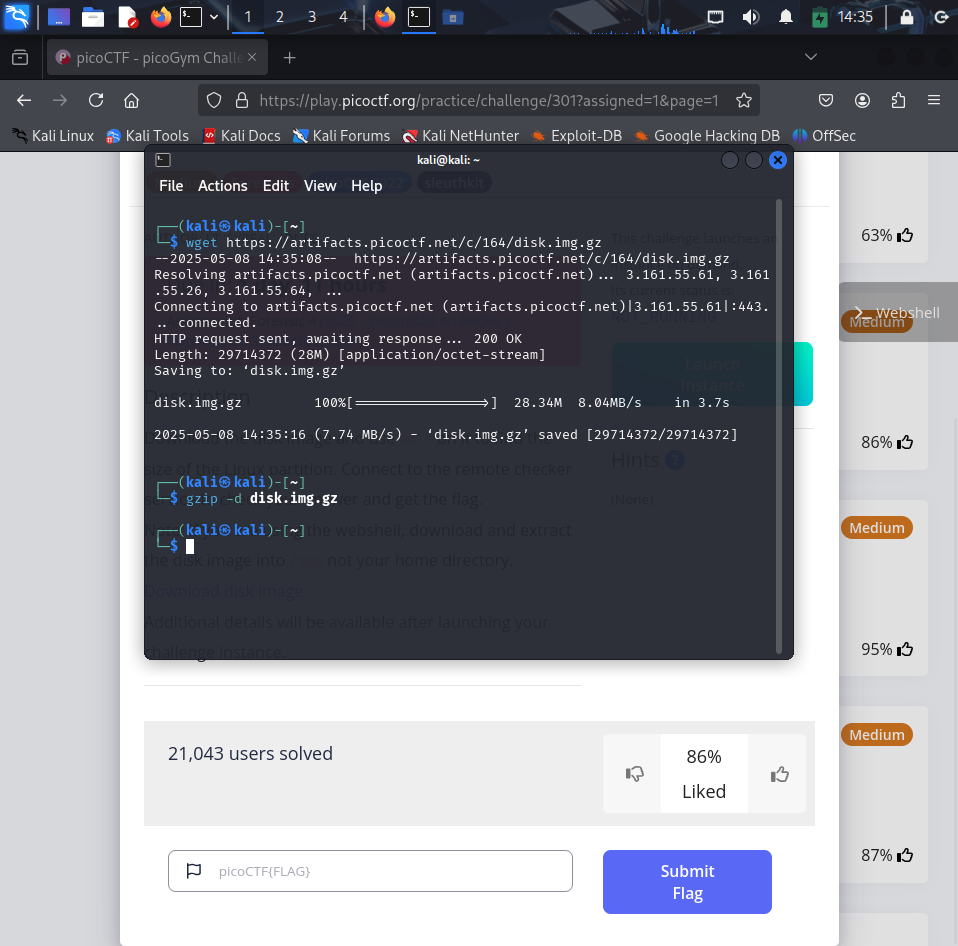 1 2 3 4 14:35
picoCTF - picoGym Challe
https://play.picoctf.org/practice/challenge/301?assigned=1&page=1
Kali Linux Kali Tools Kali Docs Kali Forums Kali NetHunter Exploit-DB Google Hacking DB OffSec
kali@kali: ~
File Actions Edit View Help
sleuthkit
┌──(kali㉿kali)-[~]
└─$ wget https://artifacts.picoctf.net/c/164/disk.img.gz
--2025-05-08 14:35:08-- https://artifacts.picoctf.net/c/164/disk.img.gz
Resolving artifacts.picoctf.net (artifacts.picoctf.net)... 3.161.55.61, 3.161
.55.26, 3.161.55.64, ...
Connecting to artifacts.picoctf.net (artifacts.picoctf.net)|3.161.55.61|:443.
.. connected.
HTTP request sent, awaiting response... 200 OK
Length: 29714372 (28M) [application/octet-stream]
Saving to: ‘disk.img.gz’
disk.img.gz 100%[================>] 28.34M 8.04MB/s in 3.7s
2025-05-08 14:35:16 (7.74 MB/s) - ‘disk.img.gz’ saved [29714372/29714372]
┌──(kali㉿kali)-[~]
└─$ gzip -d disk.img.gz
┌──(kali㉿kali)-[~]
└─$
This challenge launches an
Launch
Instance
Hints ?
(None)
size of the Linux partition. Connect to the remote checker
and get the flag.
the webshell, download and extract
the disk image into not your home directory.
Download disk image
Additional details will be available after launching your
challenge instance.
63%
Webshell
Medium
86%
Medium
95%
Medium
87%
21,043 users solved
86%
Liked
picoCTF{FLAG}
Submit
Flag